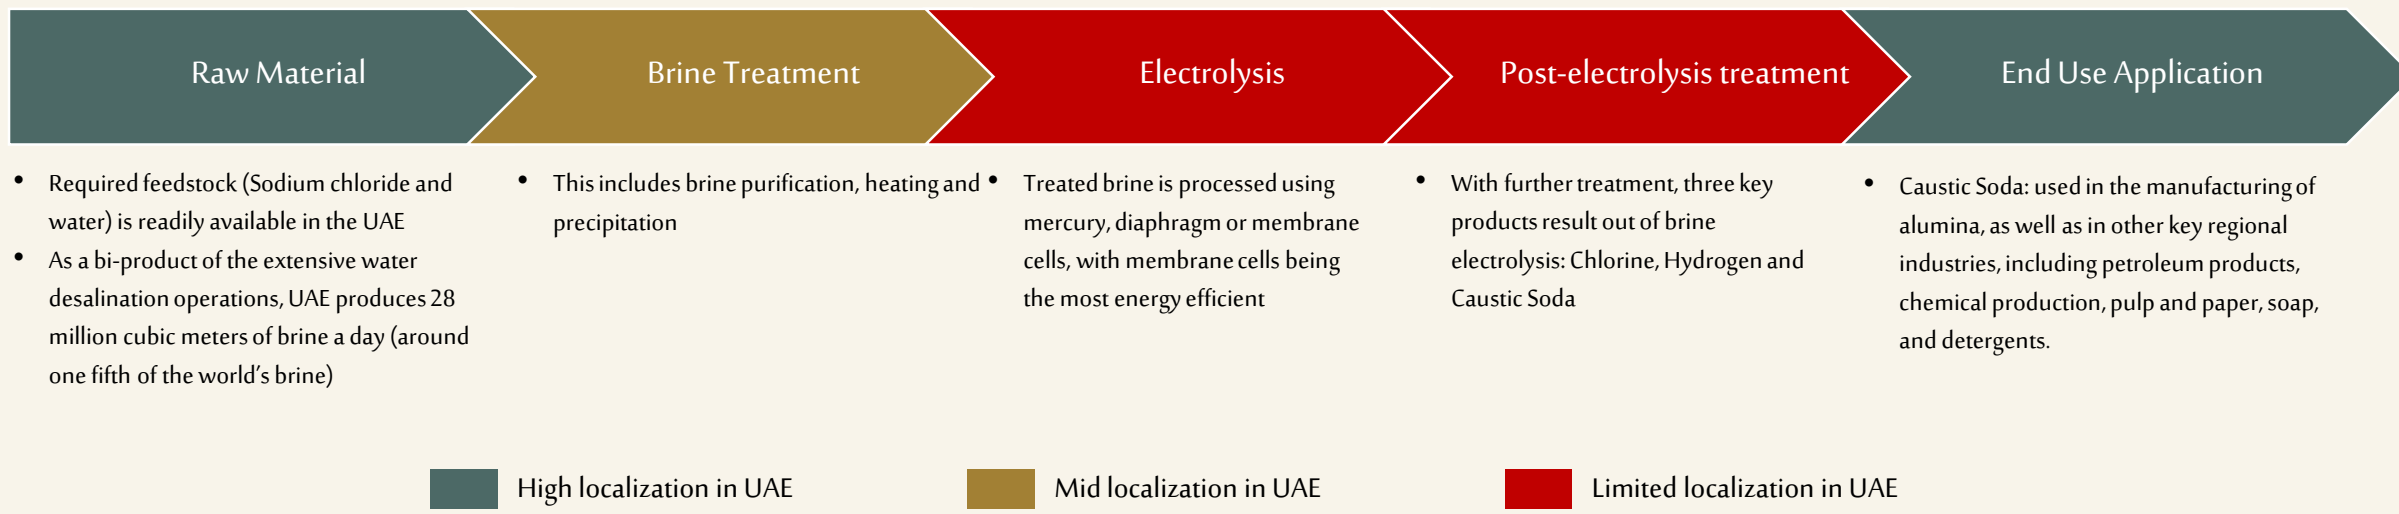 Raw Material
Brine Treatment
Electrolysis
Post-electrolysis treatment
End Use Application
• Required feedstock (Sodium chloride and
water) is readily available in the UAE
• As a bi-product of the extensive water
desalination operations, UAE produces 28
million cubic meters of brine a day (around
one fifth of the world's brine)
• This includes brine purification, heating and
precipitation
• Treated brine is processed using
mercury, diaphragm or membrane
cells, with membrane cells being
the most energy efficient
• With further treatment, three key
products result out of brine
electrolysis: Chlorine, Hydrogen and
Caustic Soda
• Caustic Soda: used in the manufacturing of
alumina, as well as in other key regional
industries, including petroleum products,
chemical production, pulp and paper, soap,
and detergents.
High localization in UAE
Mid localization in UAE
Limited localization in UAE